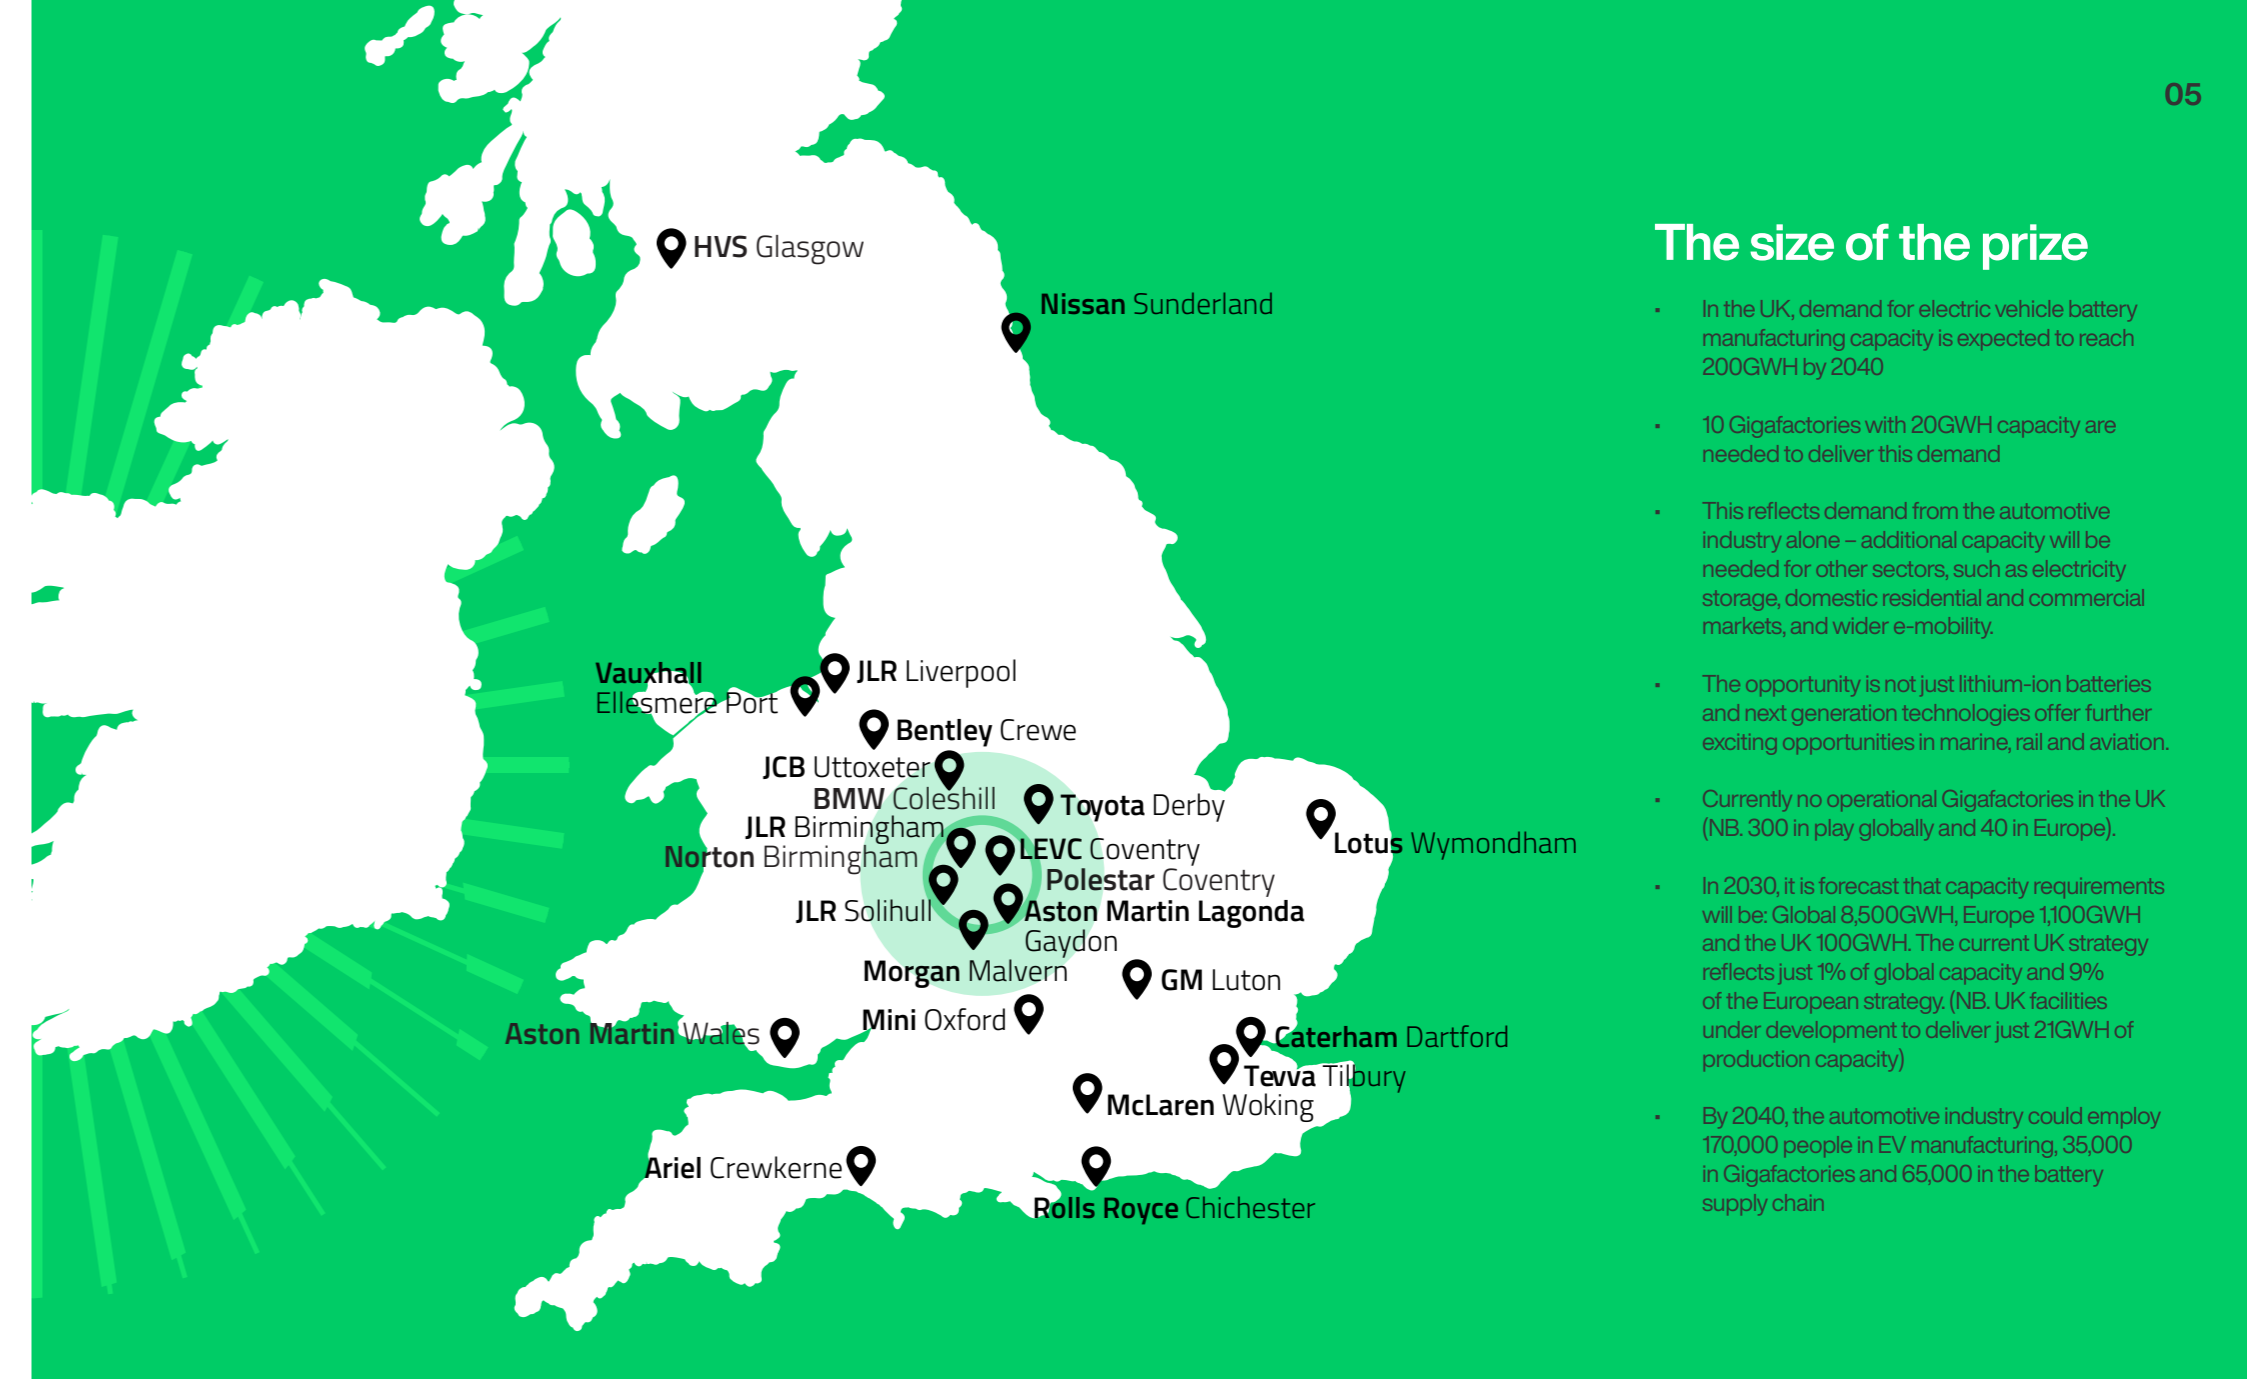 05
HVS Glasgow
Nissan Sunderland
Vauxhall
Ellesmere Port
JLR Liverpool
Bentley Crewe
JCB Uttoxeter
BMW Coleshill
Toyota Derby
JLR Birmingham
Norton Birmingham
LEVC Coventry
Polestar Coventry
Lotus Wymondham
JLR Solihull
Aston Martin Lagonda
Gaydon
Morgan Malvern
GM Luton
Mini Oxford
Aston Martin Wales
Caterham Dartford
Tevva Tilbury
McLaren Woking
Ariel Crewkerne
Rolls Royce Chichester
The size of the prize
· In the UK, demand for electric vehicle battery
manufacturing capacity is expected to reach
200GWH by 2040
· 10 Gigafactories with 20GWH capacity are
needed to deliver this demand
· This reflects demand from the automotive
industry alone – additional capacity will be
needed for other sectors, such as electricity
storage, domestic residential and commercial
markets, and wider e-mobility.
· The opportunity is not just lithium-ion batteries
and next generation technologies offer further
exciting opportunities in marine, rail and aviation.
· Currently no operational Gigafactories in the UK
(NB. 300 in play globally and 40 in Europe).
· In 2030, it is forecast that capacity requirements
will be: Global 8,500GWH, Europe 1,100GWH
and the UK 100GWH. The current UK strategy
reflects just 1% of global capacity and 9%
of the European strategy. (NB. UK facilities
under development to deliver just 21GWH of
production capacity)
· By 2040, the automotive industry could employ
170,000 people in EV manufacturing, 35,000
in Gigafactories and 65,000 in the battery
supply chain